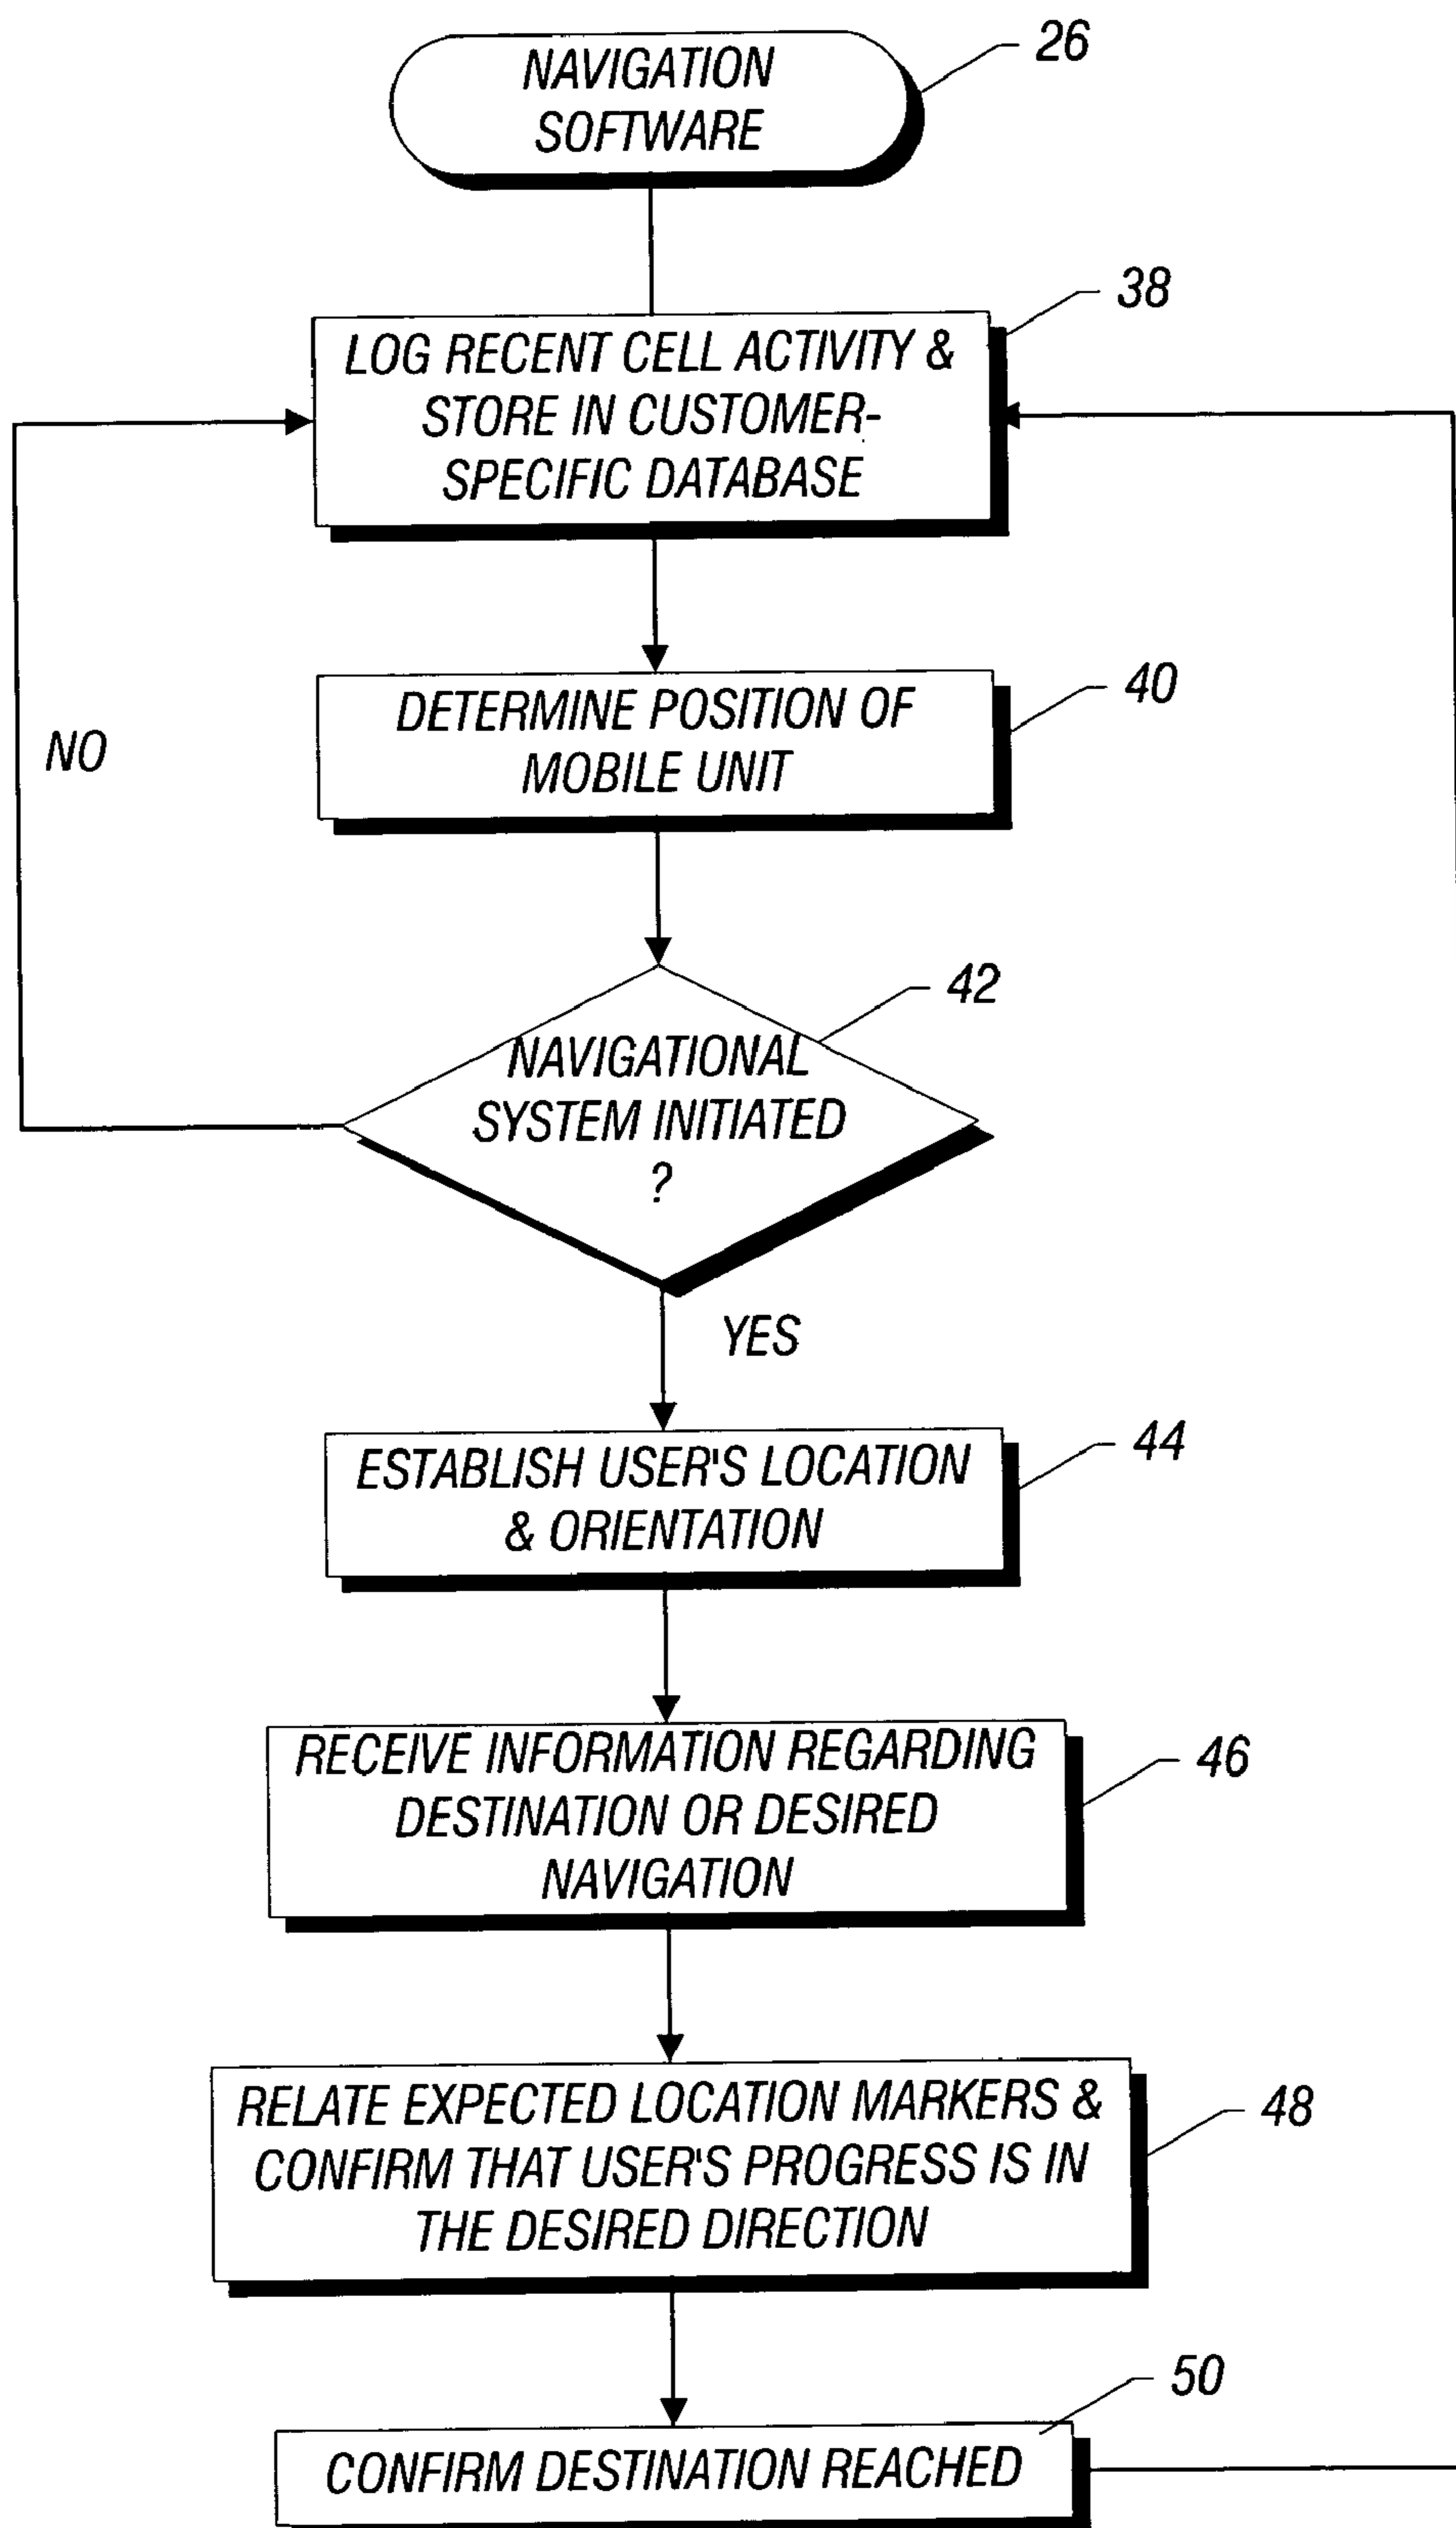 NAVIGATION
SOFTWARE
26
38
LOG RECENT CELL ACTIVITY &
STORE IN CUSTOMER-
SPECIFIC DATABASE
40
DETERMINE POSITION OF
MOBILE UNIT
NO
42
NAVIGATIONAL
SYSTEM INITIATED
?
YES
44
ESTABLISH USER'S LOCATION
& ORIENTATION
46
RECEIVE INFORMATION REGARDING
DESTINATION OR DESIRED
NAVIGATION
48
RELATE EXPECTED LOCATION MARKERS &
CONFIRM THAT USER'S PROGRESS IS IN
THE DESIRED DIRECTION
50
CONFIRM DESTINATION REACHED